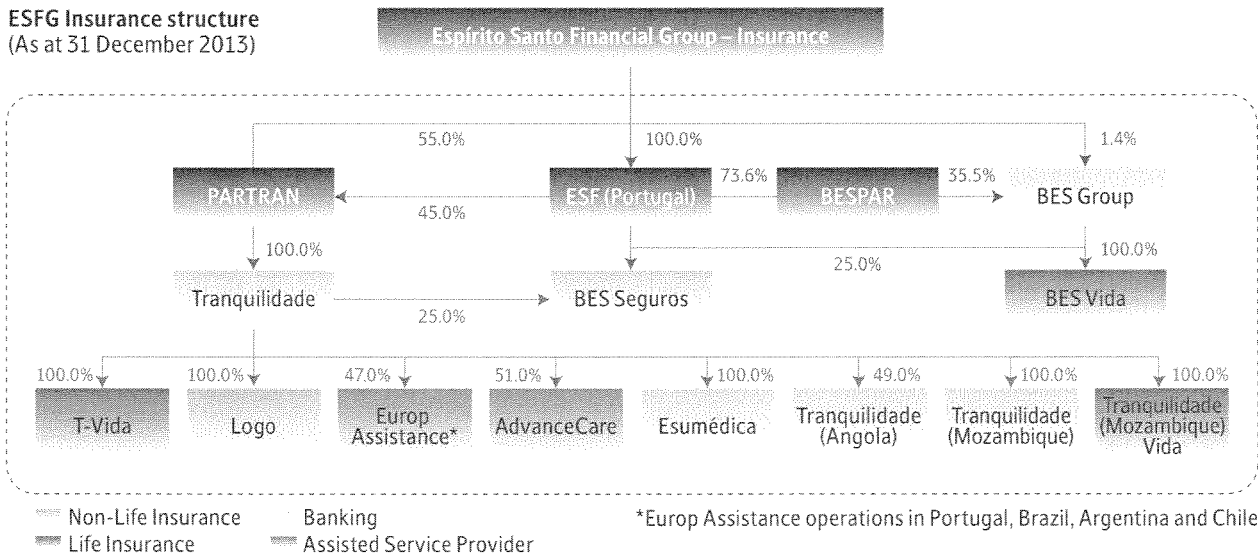 ESFG Insurance structure
(As at 31 December 2013)
Espírito Santo Financial Group – Insurance
55.0%
100.0%
1.4%
PARTRAN
45.0%
ESF (Portugal)
73.6%
BESPAR
35.5%
BES Group
100.0%
25.0%
100.0%
Tranquilidade
25.0%
BES Seguros
BES Vida
100.0%
100.0%
47.0%
51.0%
100.0%
49.0%
100.0%
100.0%
T-Vida
Logo
Europ
Assistance*
AdvanceCare
Esumédica
Tranquilidade
(Angola)
Tranquilidade
(Mozambique)
Tranquilidade
(Mozambique)
Vida
Non-Life Insurance
Banking
*Europ Assistance operations in Portugal, Brazil, Argentina and Chile
Life Insurance
Assisted Service Provider